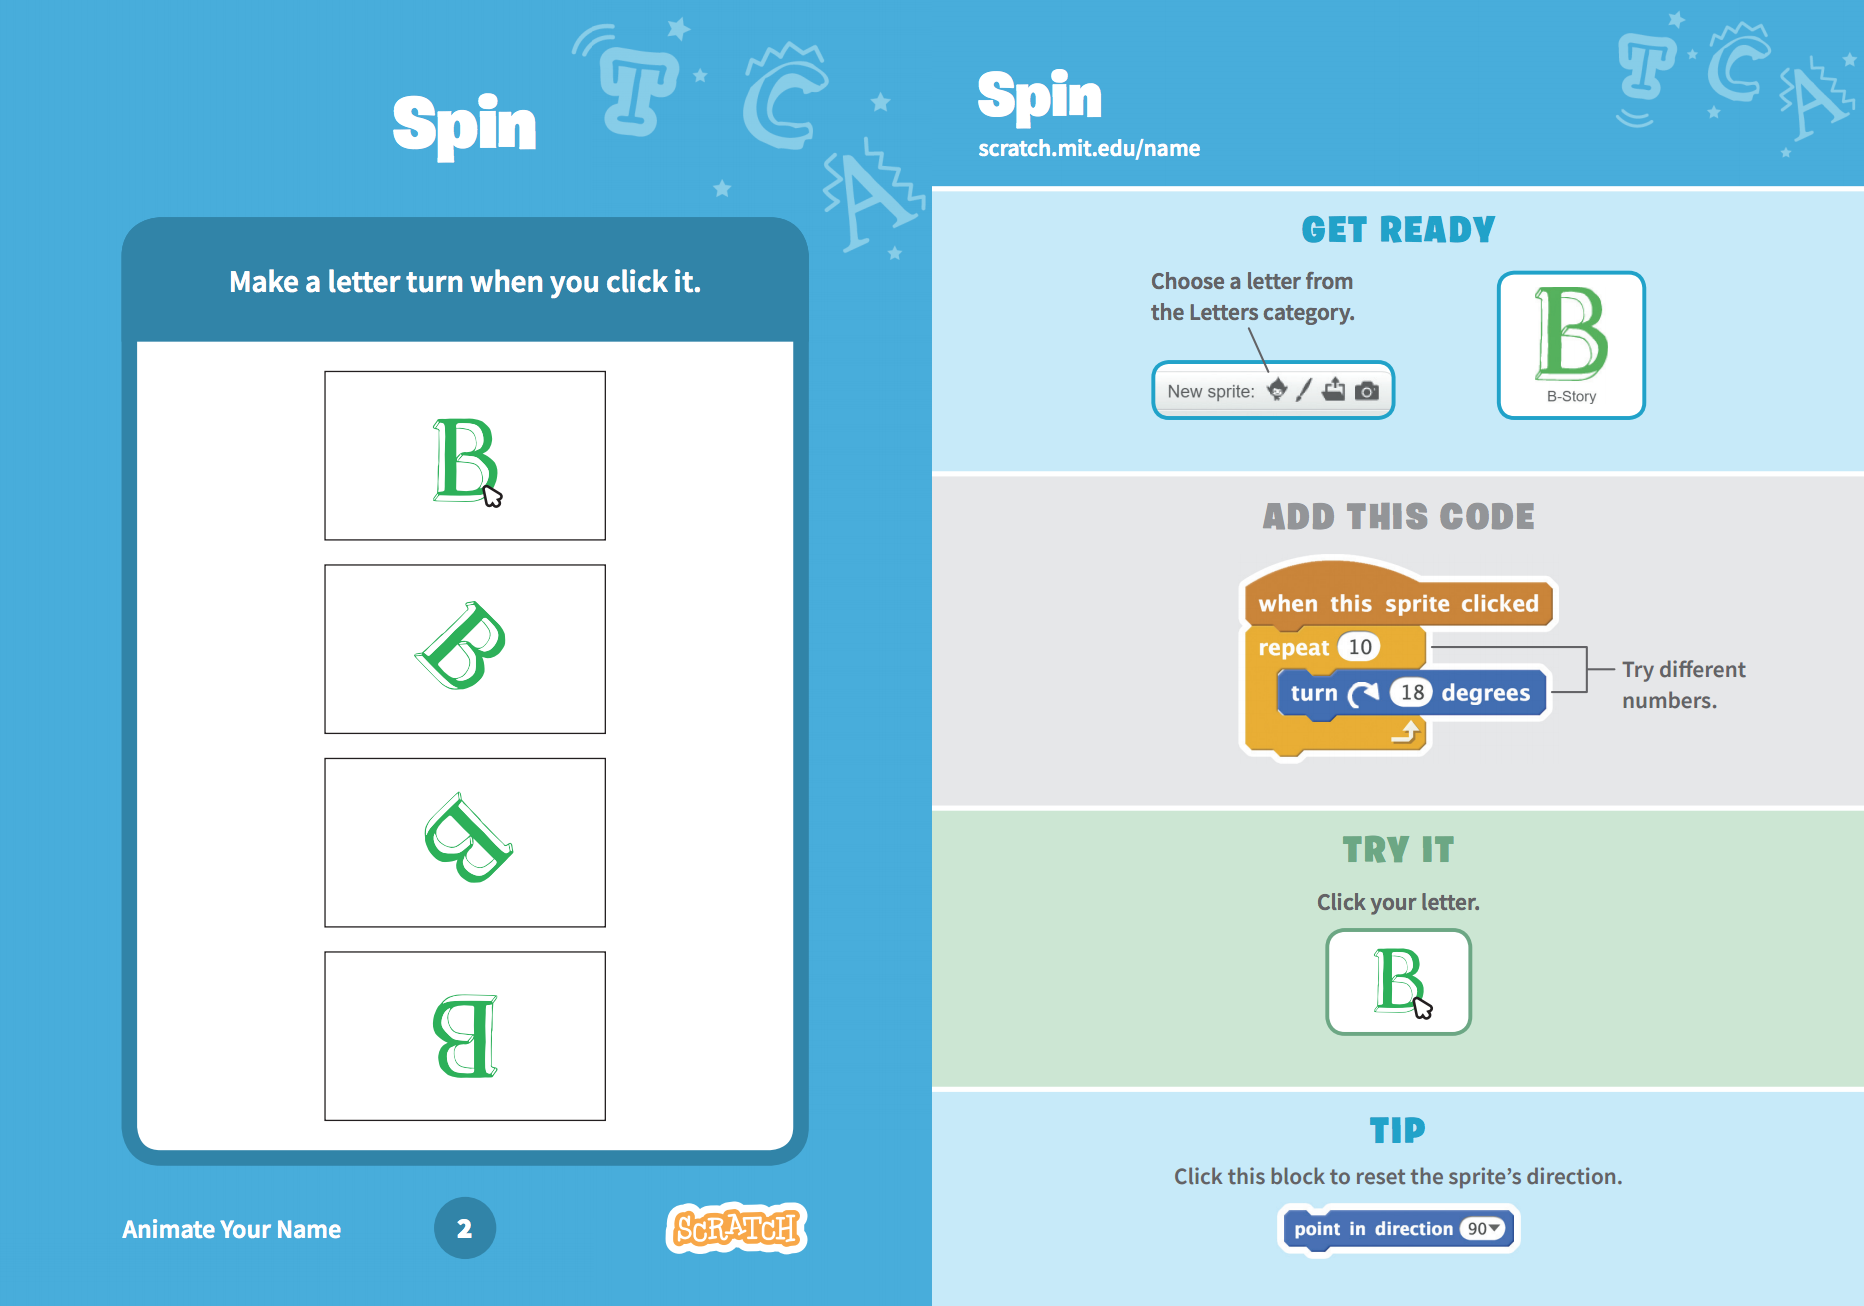 Spin
Make a letter turn when you click it.
B
B
B
B
Animate Your Name
2
SCRATCH
T
C
A
Spin
scratch.mit.edu/name
T
C
A
GET READY
Choose a letter from
the Letters category.
New sprite:
B
B-Story
ADD THIS CODE
when this sprite clicked
repeat 10
turn 18 degrees
Try different
numbers.
TRY IT
Click your letter.
B
TIP
Click this block to reset the sprite’s direction.
point in direction 90